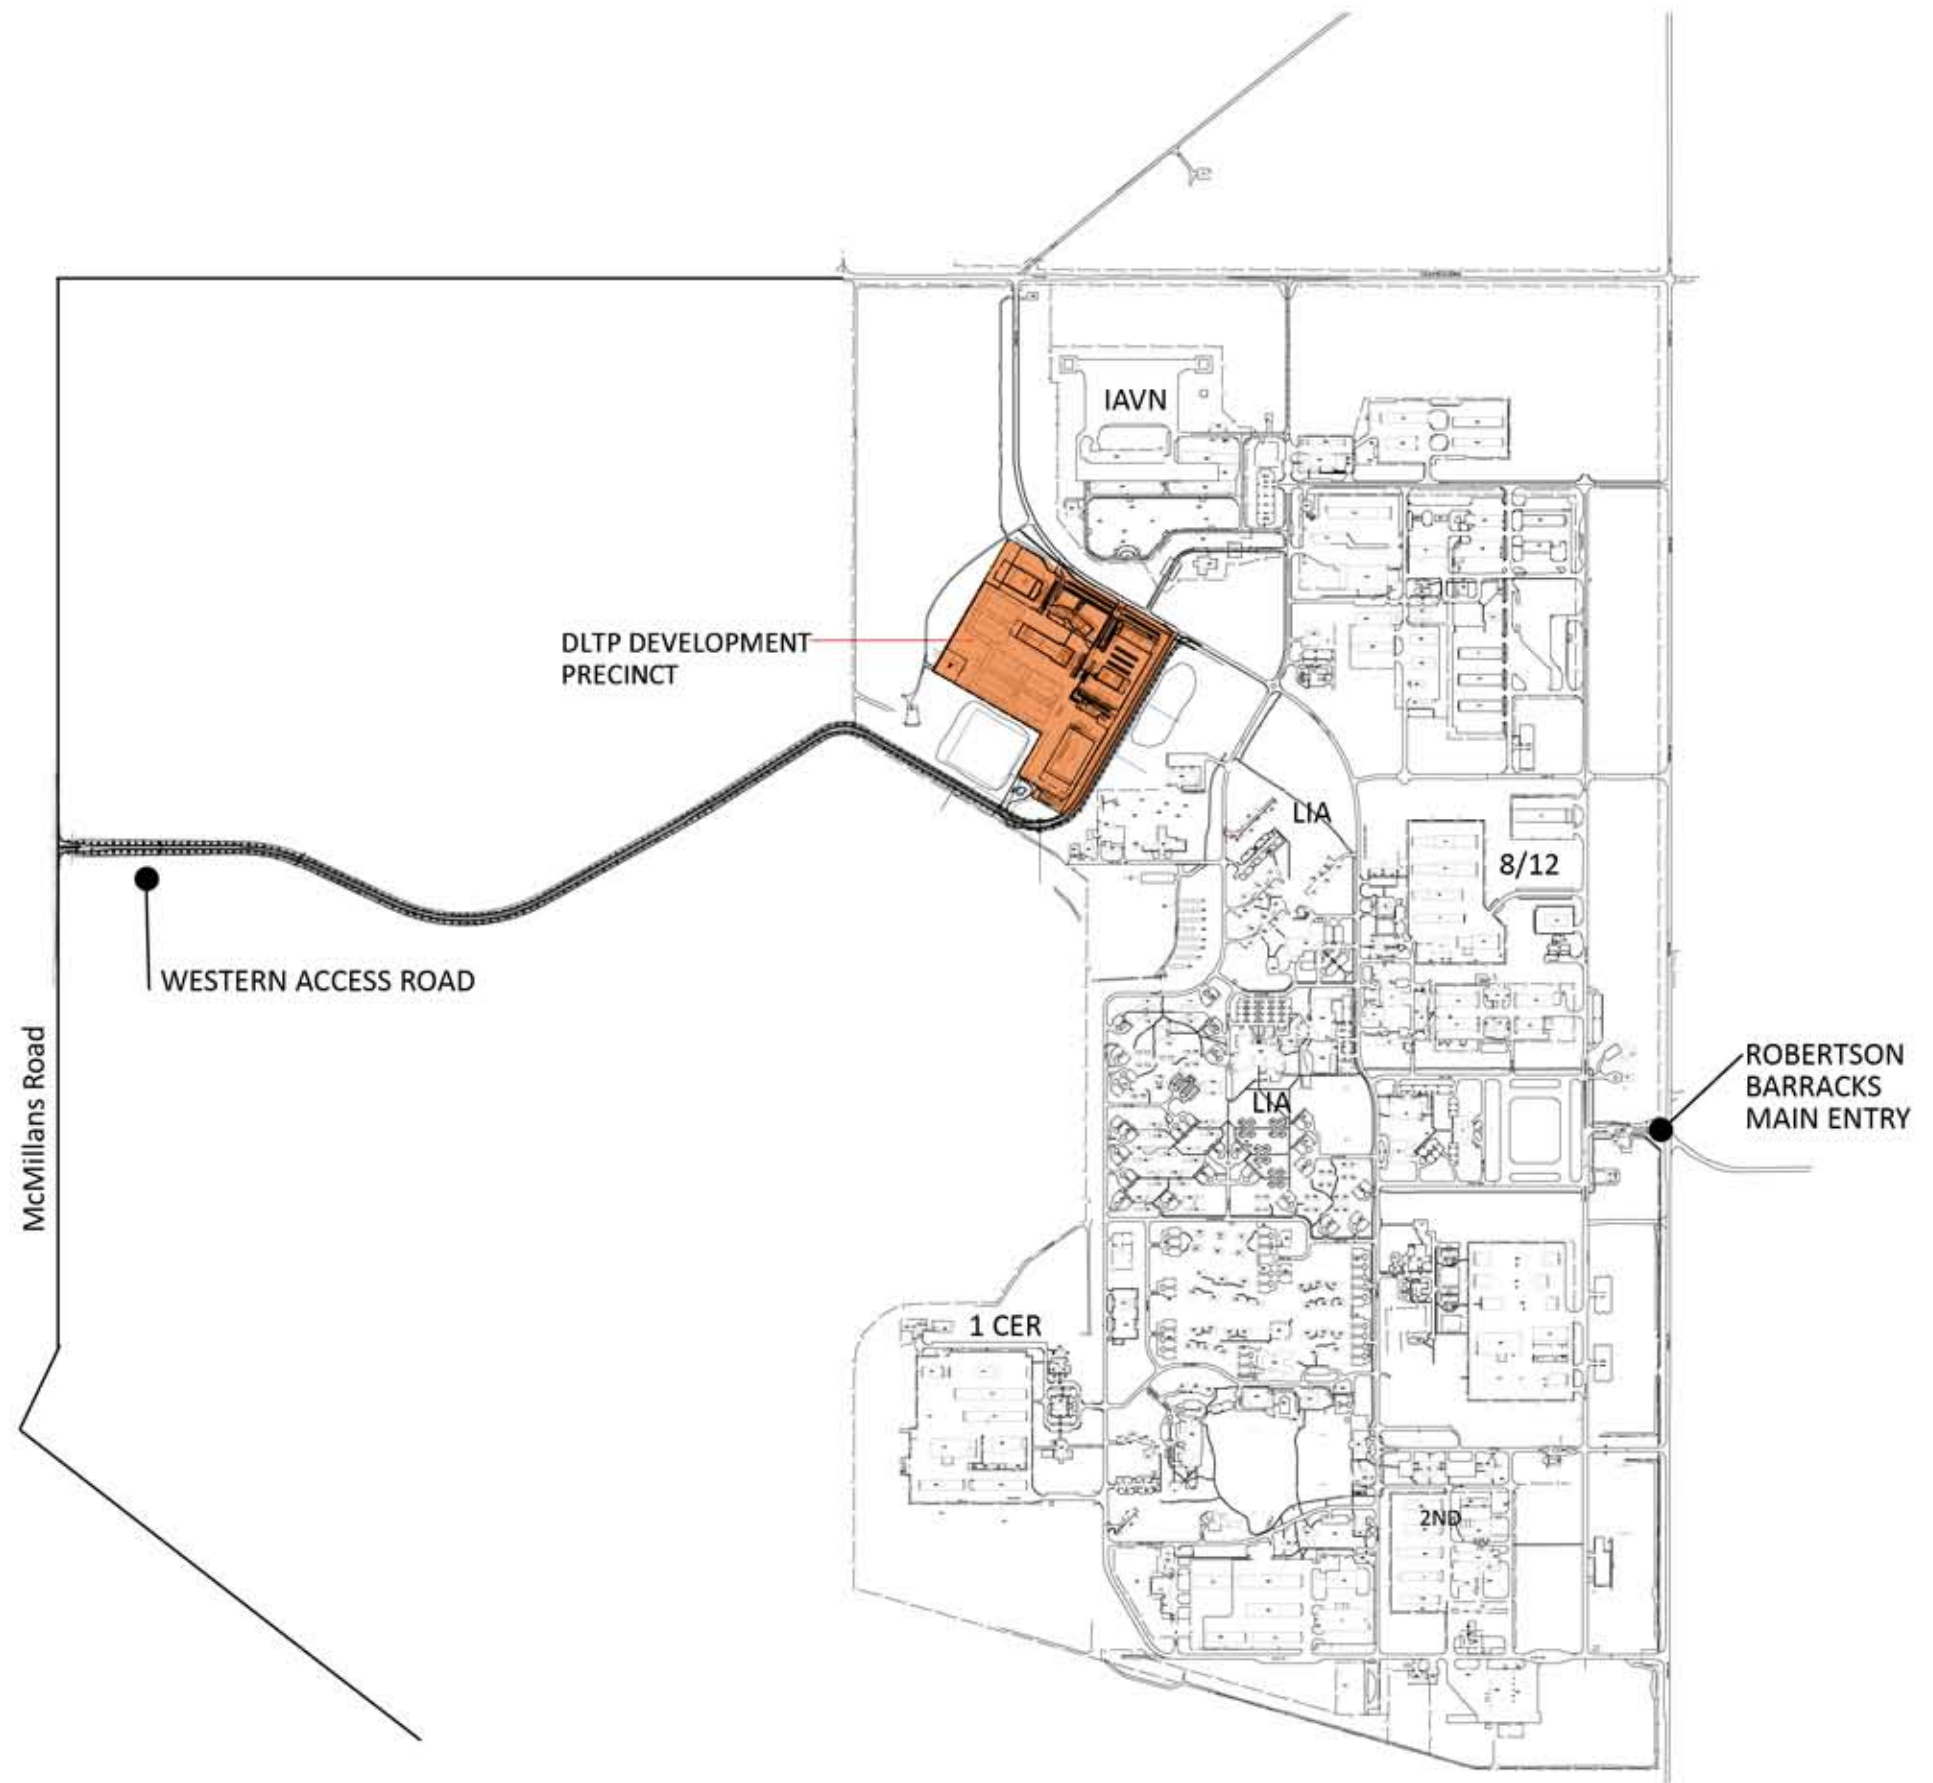 IAVN
DLTP DEVELOPMENT
PRECINCT
LIA
8/12
WESTERN ACCESS ROAD
McMillans Road
ROBERTSON
BARRACKS
MAIN ENTRY
LIA
1 CER
2ND